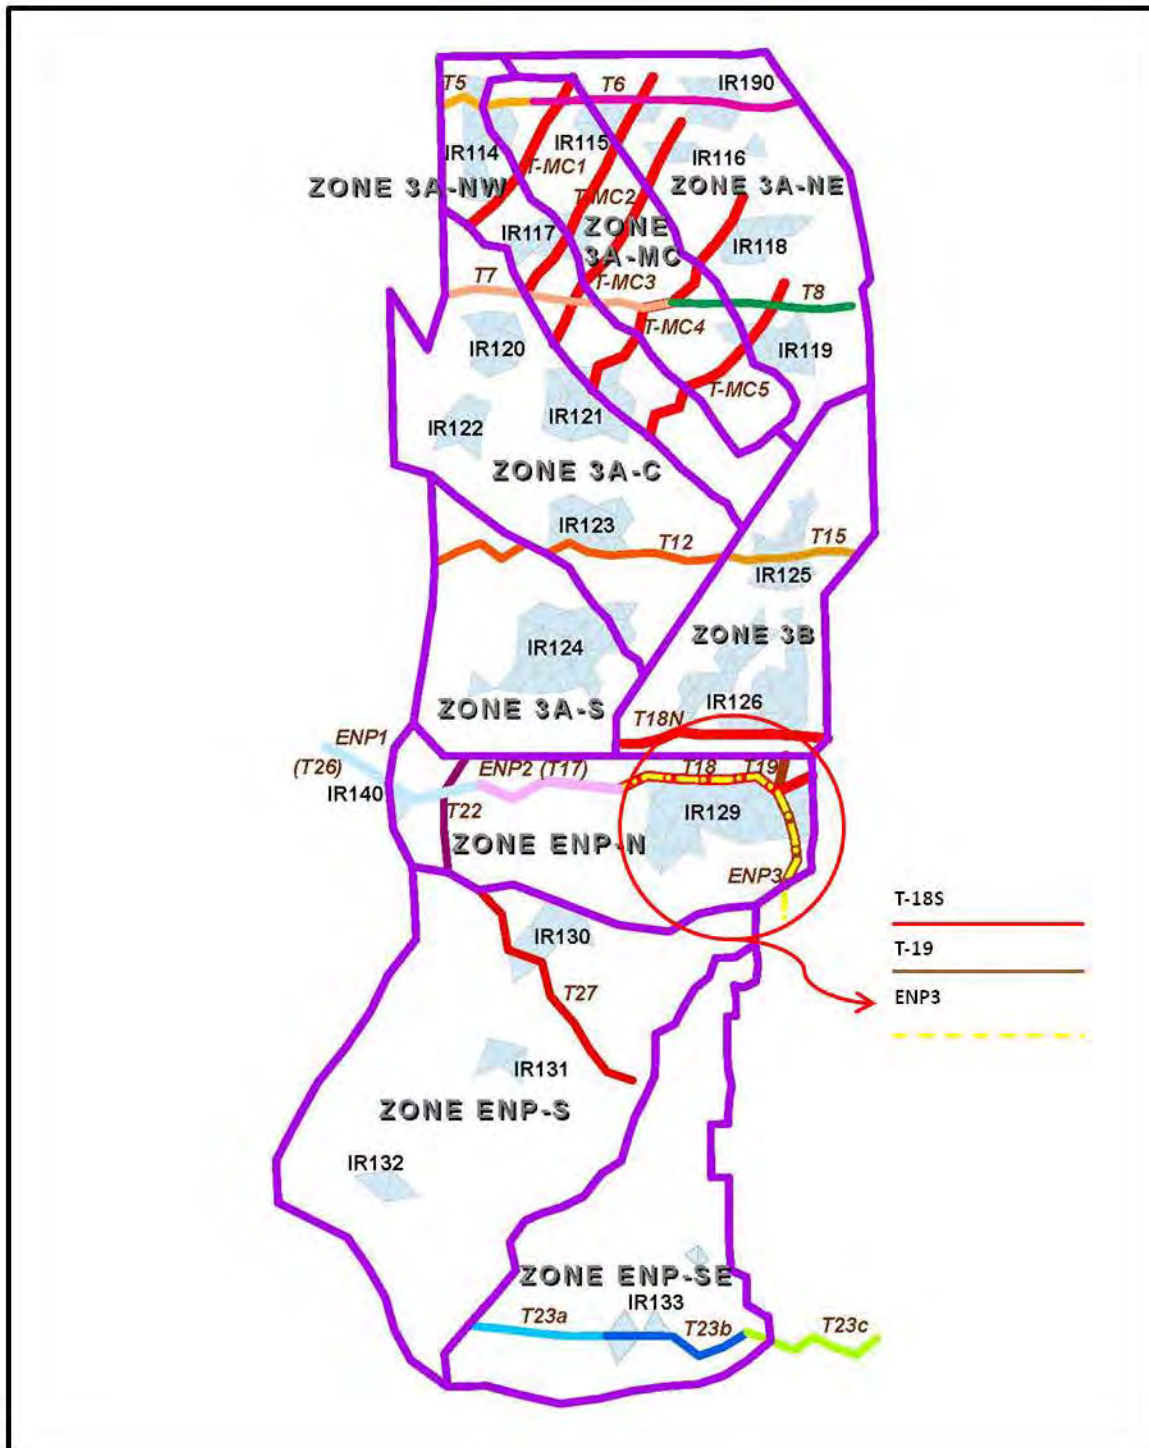 T5
T6
IR190
IR114
IR115
IR116
T-MC1
ZONE 3A-NW
ZONE 3A-NE
T-MC2
IR117
ZONE
3A-MC
IR118
T7
T-MC3
T8
T-MC4
IR120
IR119
T-MC5
IR121
IR122
ZONE 3A-C
IR123
T12
T15
IR125
ZONE 3B
IR124
IR126
ZONE 3A-S
T18N
ENP1
(T26)
ENP2 (T17)
T18
T19
IR140
T22
IR129
ZONE ENP-N
ENP3
T-18S
T-19
ENP3
IR130
T27
IR131
ZONE ENP-S
IR132
ZONE ENP-SE
IR133
T23a
T23b
T23c